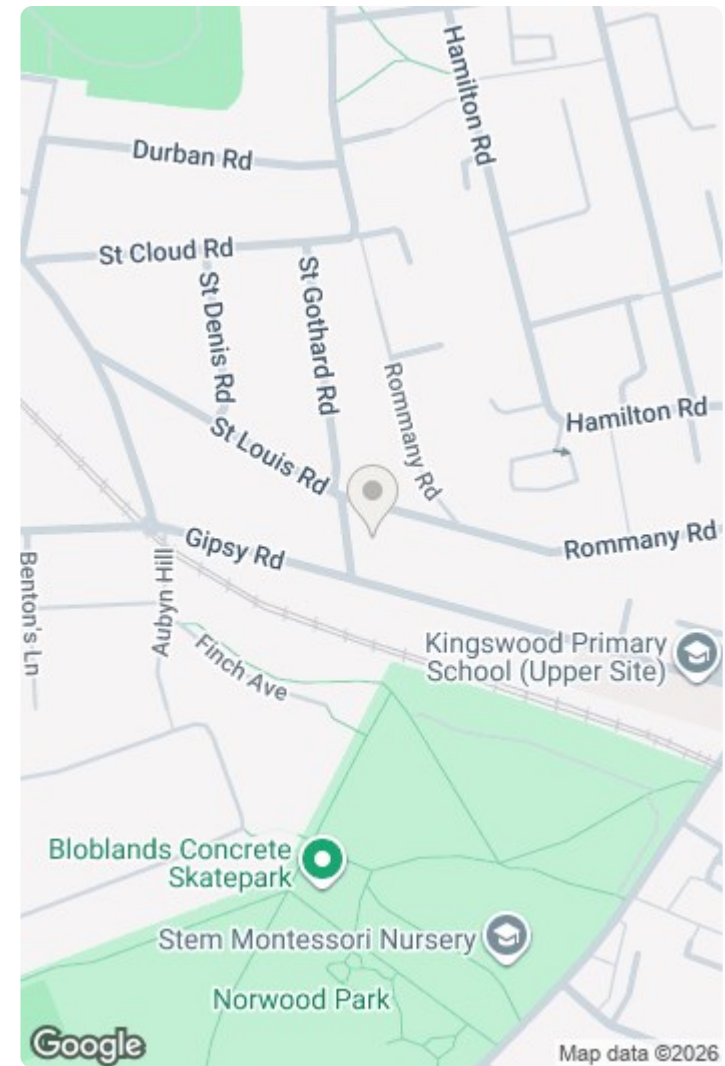 Hamilton Rd
Durban Rd
St Cloud Rd
St Denis Rd
St Gothard Rd
Rommany Rd
Hamilton Rd
St Louis Rd
Gipsy Rd
Rommany Rd
Benton's Ln
Aubyn Hill
Finch Ave
Kingswood Primary
School (Upper Site)
Bloblands Concrete
Skatepark
Stem Montessori Nursery
Norwood Park
Google
Map data ©2026